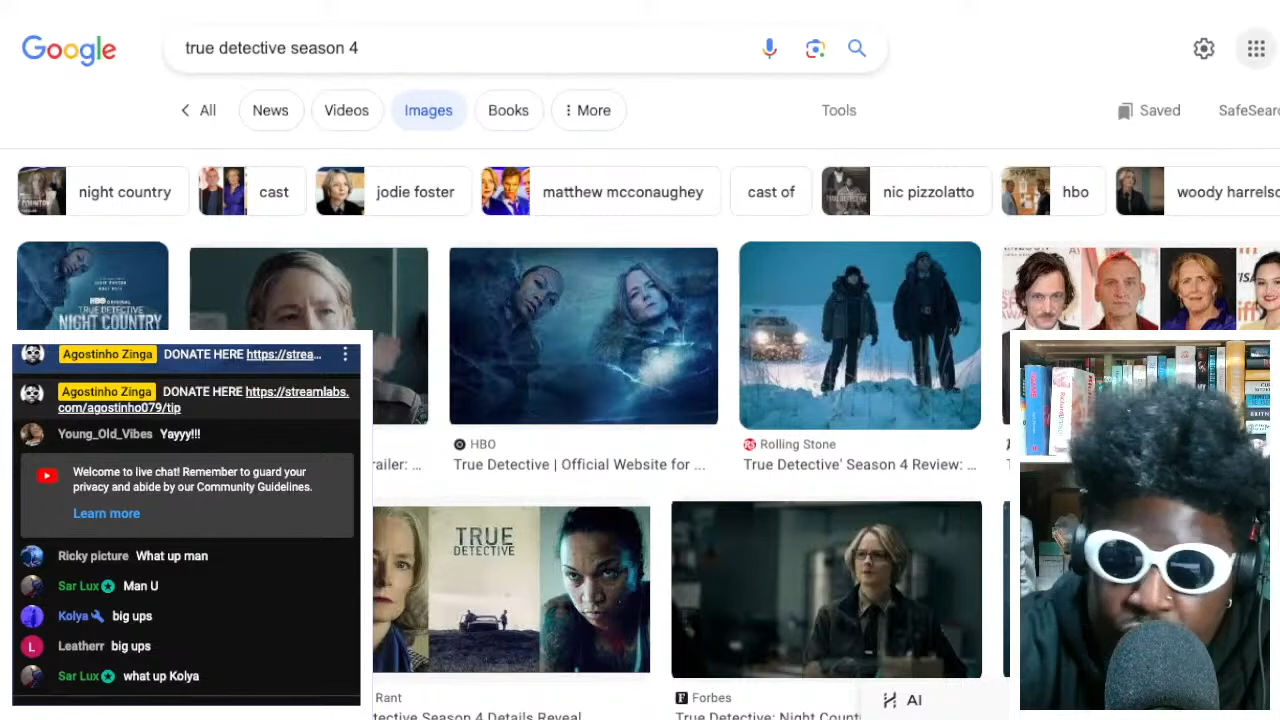 Google
true detective season 4
All
News
Videos
Images
Books
More
Tools
Saved
SafeSearc
night country
cast
jodie foster
matthew mcconaughey
cast of
nic pizzolatto
hbo
woody harrelso
HBO ORIGINAL
TRUE DETECTIVE
NIGHT COUNTRY
railer: ...
HBO
True Detective | Official Website for ...
Rolling Stone
True Detective' Season 4 Review: ...
Agostinho Zinga DONATE HERE https://strea...
Agostinho Zinga DONATE HERE https://streamlabs.
com/agostinho079/tip
Young_Old_Vibes Yayyy!!!
Welcome to live chat! Remember to guard your
privacy and abide by our Community Guidelines.
Learn more
Ricky picture What up man
Sar Lux Man U
Kolya big ups
L Leatherr big ups
Sar Lux what up Kolya
TRUE
DETECTIVE
Rant
tective Season 4 Details Reveal
F Forbes
True Detective: Night Count
AI